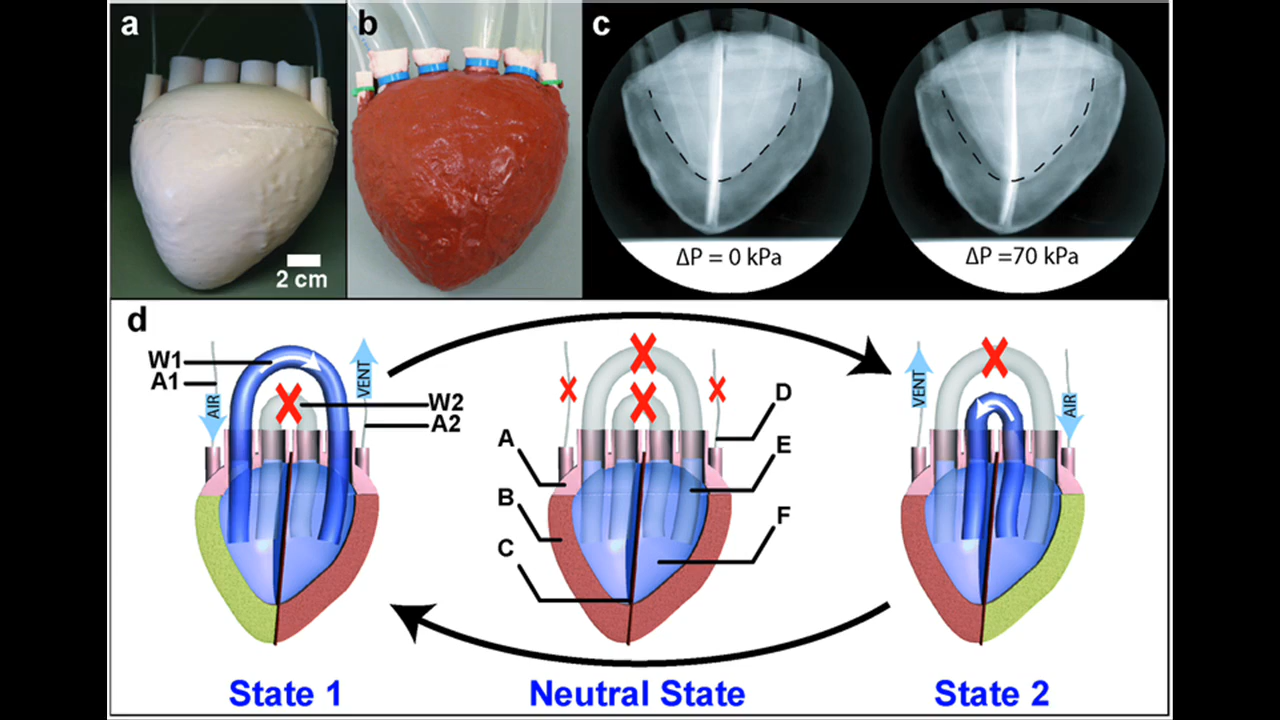 a
2 cm
b
c
ΔP = 0 kPa
ΔP =70 kPa
d
W1
A1
AIR
VENT
W2
A2
State 1
A
B
C
D
E
F
Neutral State
VENT
AIR
State 2